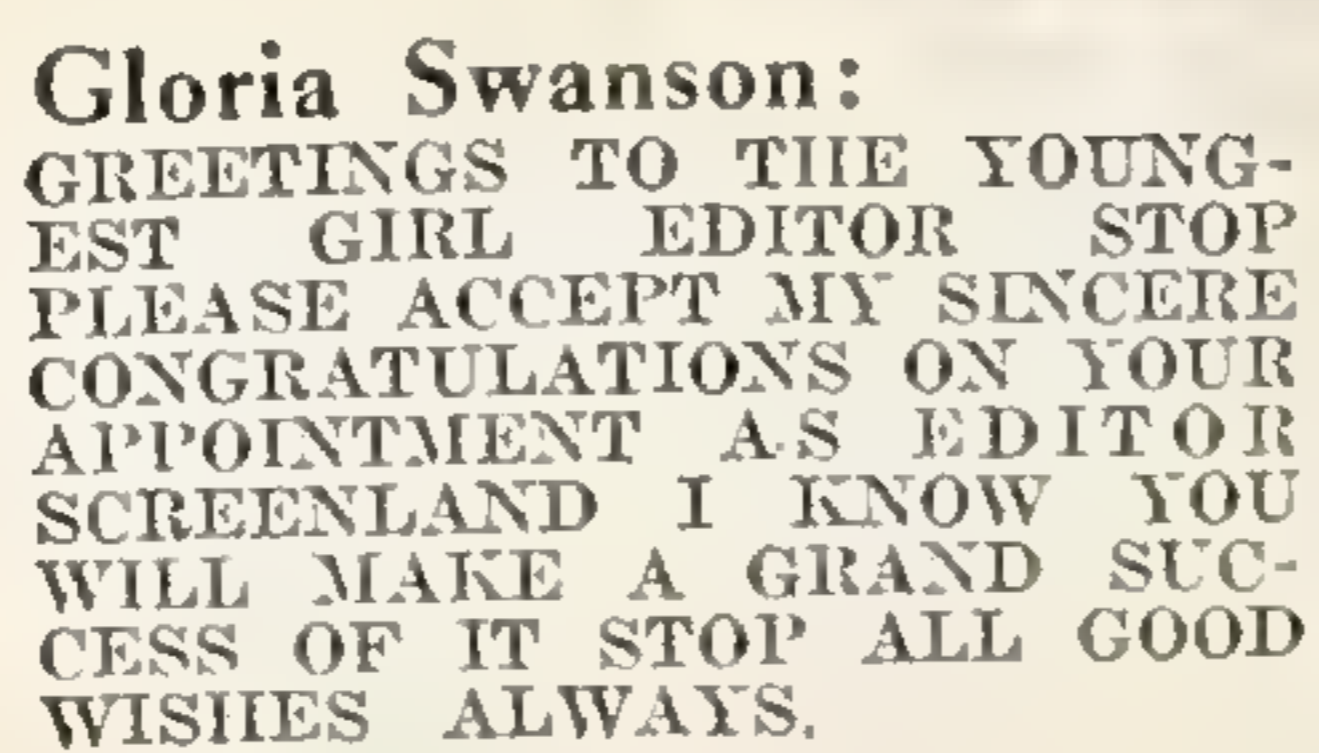 Gloria Swanson:
GREETINGS TO THE YOUNG-
EST GIRL EDITOR STOP
PLEASE ACCEPT MY SINCERE
CONGRATULATIONS ON YOUR
APPOINTMENT AS EDITOR
SCREENLAND I KNOW YOU
WILL MAKE A GRAND SUC-
CESS OF IT STOP ALL GOOD
WISHES ALWAYS.